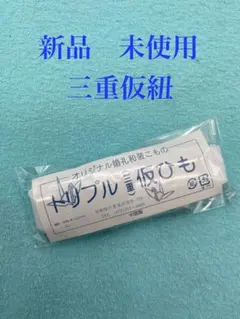 新品　未使用
三重仮紐
オリジナル婚礼和装こもの
トリプル(三重)仮ひも